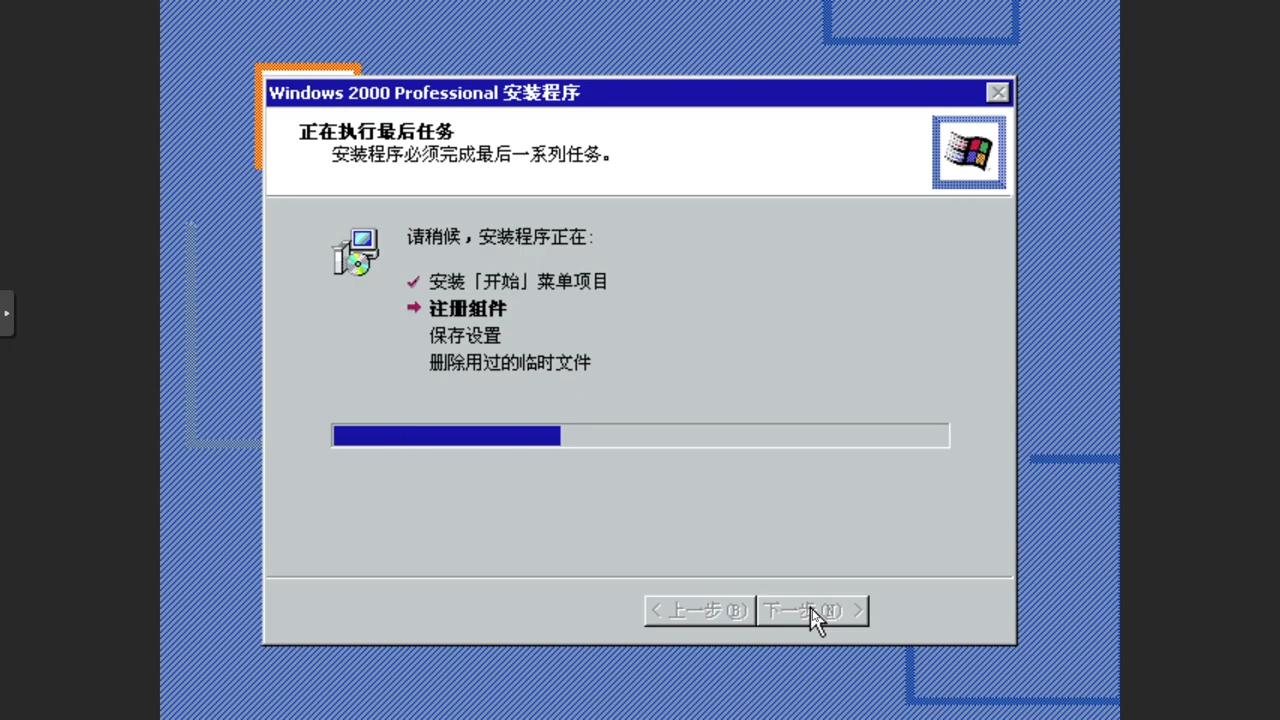 Windows 2000 Professional 安装程序
正在执行最后任务
安装程序必须完成最后一系列任务。
请稍候，安装程序正在:
安装「开始」菜单项目
注册组件
保存设置
删除用过的临时文件
< 上一步(B) 下一步(N) >